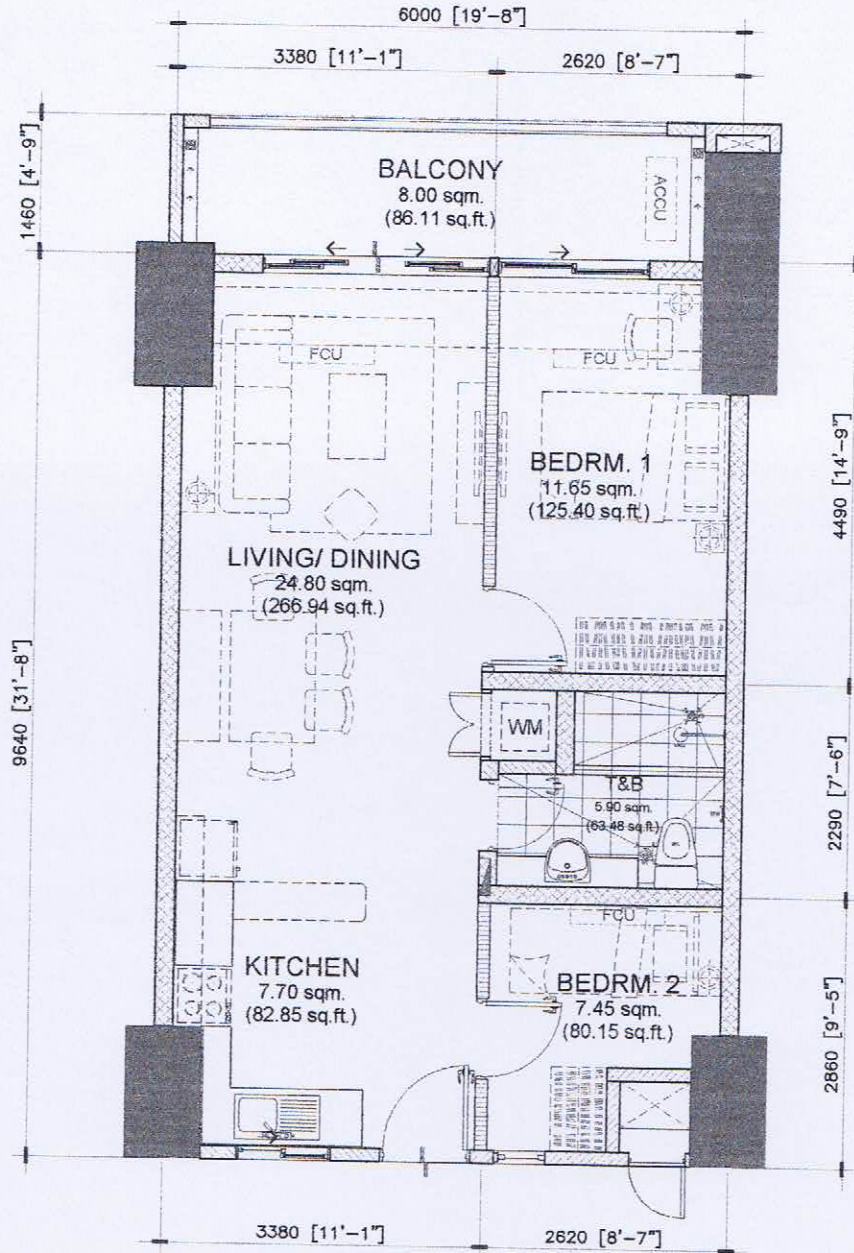 6000 [19'-8"]
3380 [11'-1"]
2620 [8'-7"]
1460 [4'-9"]
BALCONY
8.00 sqm.
(86.11 sq.ft.)
ACCU
FCU
FCU
BEDRM. 1
11.65 sqm.
(125.40 sq.ft.)
4490 [14'-9"]
LIVING/ DINING
24.80 sqm.
(266.94 sq.ft.)
9640 [31'-8"]
WM
T&B
5.90 sqm.
(63.48 sq.ft.)
2290 [7'-6"]
FCU
KITCHEN
7.70 sqm.
(82.85 sq.ft.)
BEDRM. 2
7.45 sqm.
(80.15 sq.ft.)
2860 [9'-5"]
3380 [11'-1"]
2620 [8'-7"]